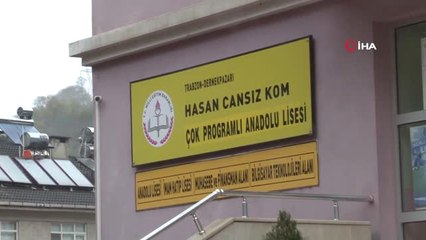 İHA
TRABZON-DERNEKPAZARI
HASAN CANSIZ KOM
ÇOK PROGRAMLI ANADOLU LİSESİ
ANADOLU LİSESİ İMAM HATİP LİSESİ MUHASEBE ve FİNANSMAN ALANI BİLGİSAYAR TEKNOLOJİLERİ ALANI